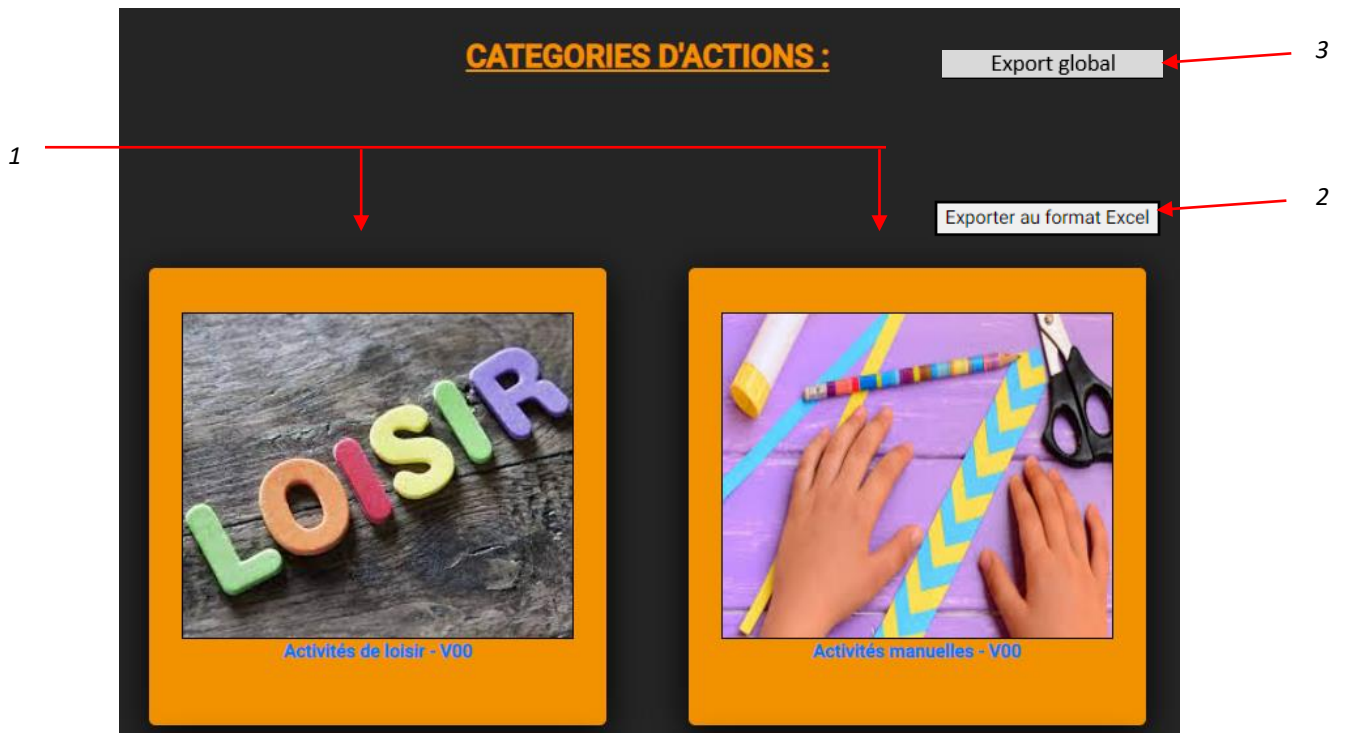 CATEGORIES D'ACTIONS :
Export global
3
1
2
Exporter au format Excel
LOISIR
Activités de loisir - V00
Activités manuelles - V00